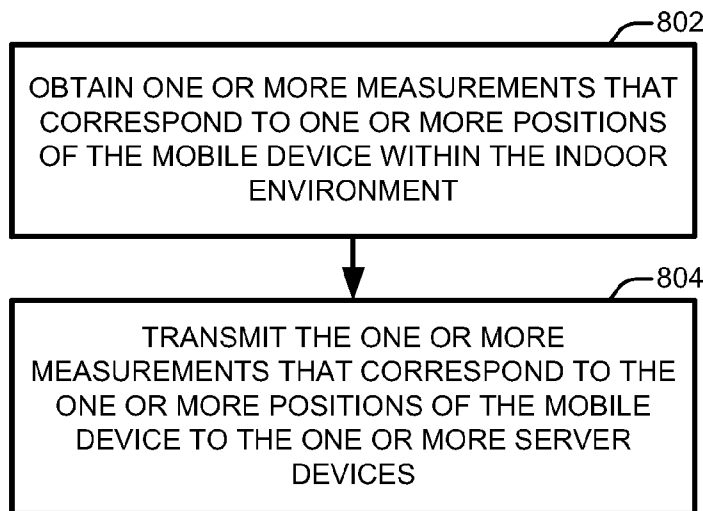 802
OBTAIN ONE OR MORE MEASUREMENTS THAT
CORRESPOND TO ONE OR MORE POSITIONS
OF THE MOBILE DEVICE WITHIN THE INDOOR
ENVIRONMENT
804
TRANSMIT THE ONE OR MORE
MEASUREMENTS THAT CORRESPOND TO THE
ONE OR MORE POSITIONS OF THE MOBILE
DEVICE TO THE ONE OR MORE SERVER
DEVICES